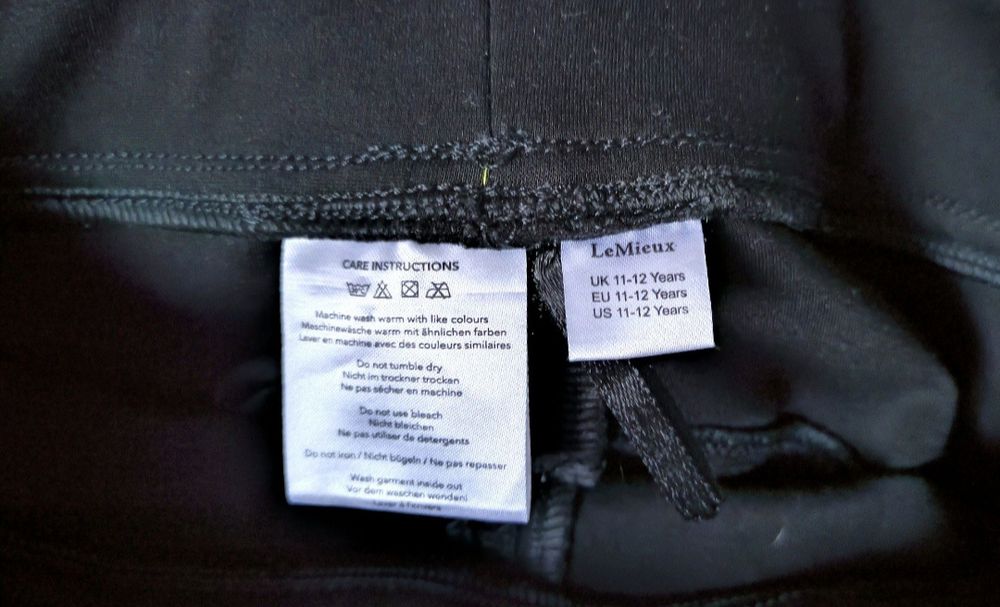 CARE INSTRUCTIONS
Machine wash warm with like colours
Maschinewäsche warm mit ähnlichen farben
Laver en machine avec des couleurs similaires
Do not tumble dry
Nicht im trockner trocken
Ne pas sécher en machine
Do not use bleach
Nicht bleichen
Ne pas utiliser de detergents
Do not iron / Nicht bügeln / Ne pas repasser
Wash garment inside out
Vor dem waschen wenden!
LeMieux
UK 11-12 Years
EU 11-12 Years
US 11-12 Years